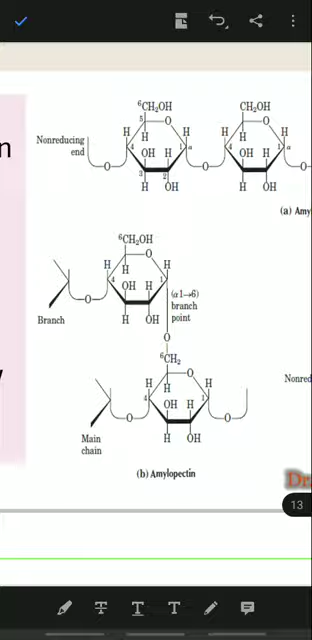 n
6CH₂OH
CH₂OH
5
O
O
H
H
H
H
H
H
Nonreducing
end
4
OH
H
1
α
4
OH
H
1
α
O
3
2
O
O
H
OH
H
OH
(a) Amy
6CH₂OH
O
H
H
H
4
OH
H
1
(α1→6)
branch
point
O
Branch
H
OH
O
6CH₂
O
H
H
H
4
OH
H
1
O
O
Main
chain
H
OH
Nonred
(b) Amylopectin
Dr.
13
T
T
T